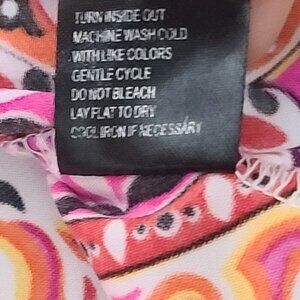 TURN INSIDE OUT
MACHINE WASH COLD
WITH LIKE COLORS
GENTLE CYCLE
DO NOT BLEACH
LAY FLAT TO DRY
COOL IRON IF NECESSARY